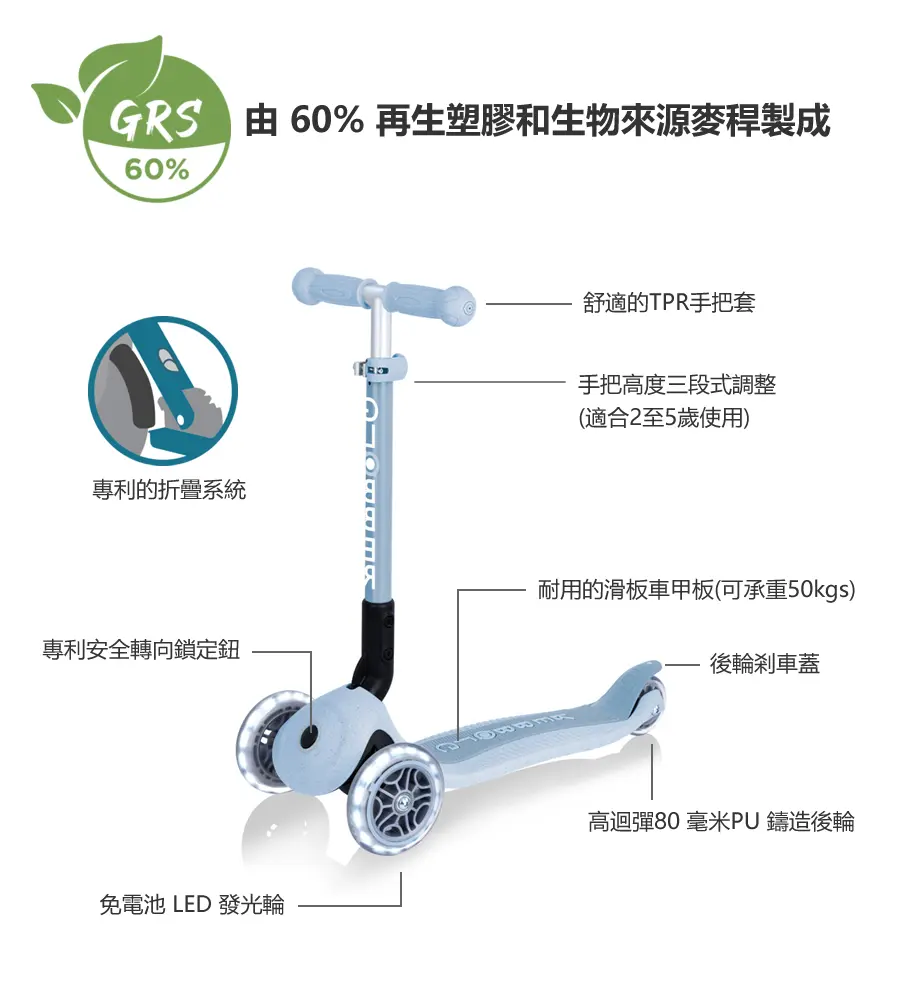 GRS
60%
由 60% 再生塑膠和生物來源麥稈製成
舒適的TPR手把套
手把高度三段式調整
(適合2至5歲使用)
專利的折疊系統
GLOBBER
耐用的滑板車甲板(可承重50kgs)
專利安全轉向鎖定鈕
後輪剎車蓋
GLOBBER
高迴彈80 毫米PU 鑄造後輪
免電池 LED 發光輪